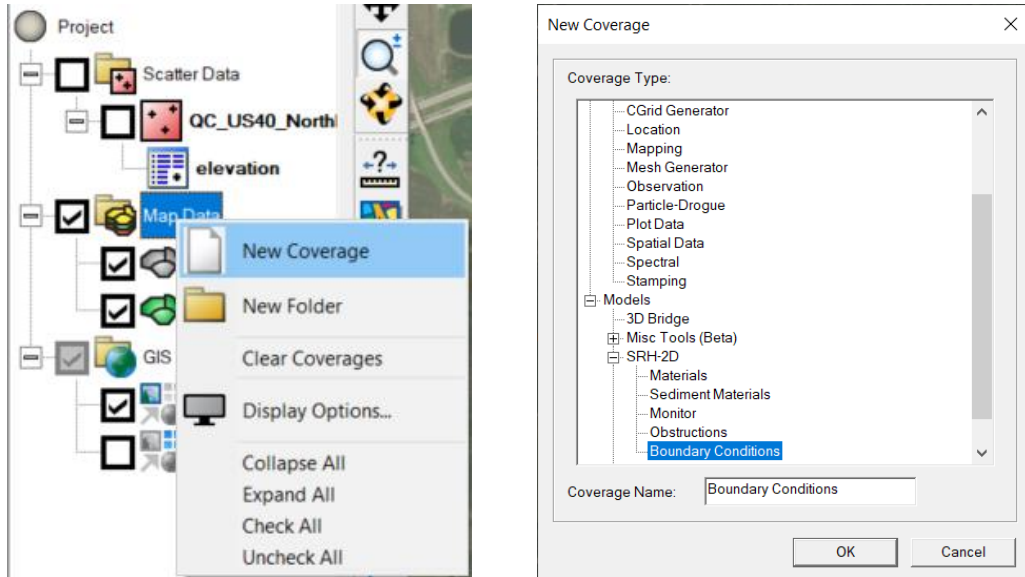 Project
Scatter Data
QC_US40_North
elevation
Map Data
New Coverage
New Folder
Clear Coverages
GIS
Display Options...
Collapse All
Expand All
Check All
Uncheck All
New Coverage
Coverage Type:
CGrid Generator
Location
Mapping
Mesh Generator
Observation
Particle-Drogue
Plot Data
Spatial Data
Spectral
Stamping
Models
3D Bridge
Misc Tools (Beta)
SRH-2D
Materials
Sediment Materials
Monitor
Obstructions
Boundary Conditions
Coverage Name: Boundary Conditions
OK Cancel